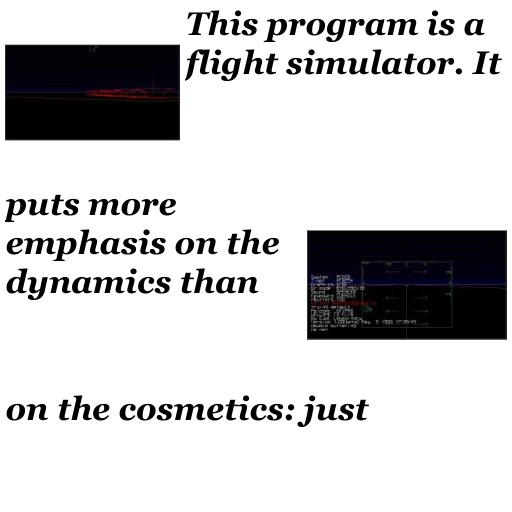 This program is a
flight simulator. It
puts more
emphasis on the
dynamics than
on the cosmetics: just